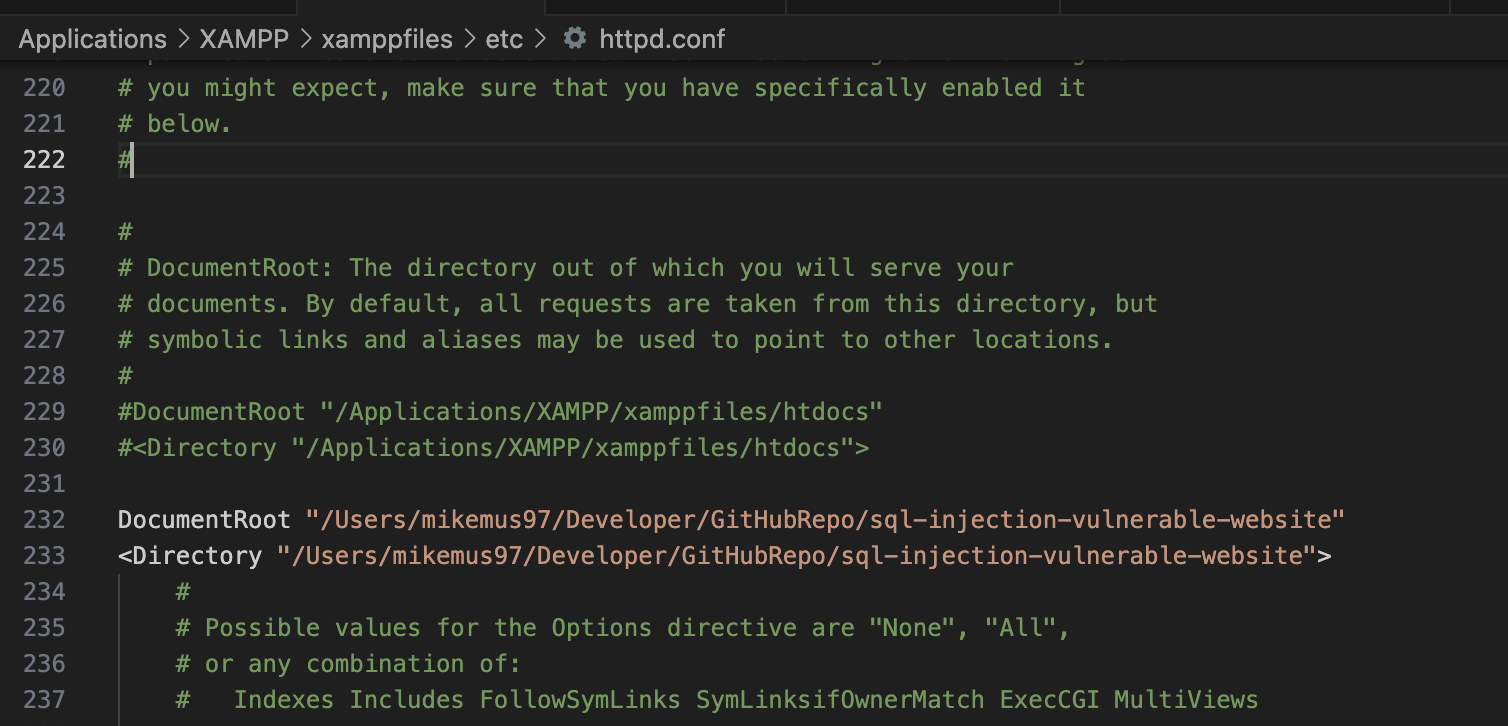 Applications > XAMPP > xamppfiles > etc > httpd.conf
220 # you might expect, make sure that you have specifically enabled it
221 # below.
222 #
223
224 #
225 # DocumentRoot: The directory out of which you will serve your
226 # documents. By default, all requests are taken from this directory, but
227 # symbolic links and aliases may be used to point to other locations.
228 #
229 #DocumentRoot "/Applications/XAMPP/xamppfiles/htdocs"
230 #<Directory "/Applications/XAMPP/xamppfiles/htdocs">
231
232 DocumentRoot "/Users/mikemus97/Developer/GitHubRepo/sql-injection-vulnerable-website"
233 <Directory "/Users/mikemus97/Developer/GitHubRepo/sql-injection-vulnerable-website">
234 #
235 # Possible values for the Options directive are "None", "All",
236 # or any combination of:
237 #   Indexes Includes FollowSymLinks SymLinksifOwnerMatch ExecCGI MultiViews